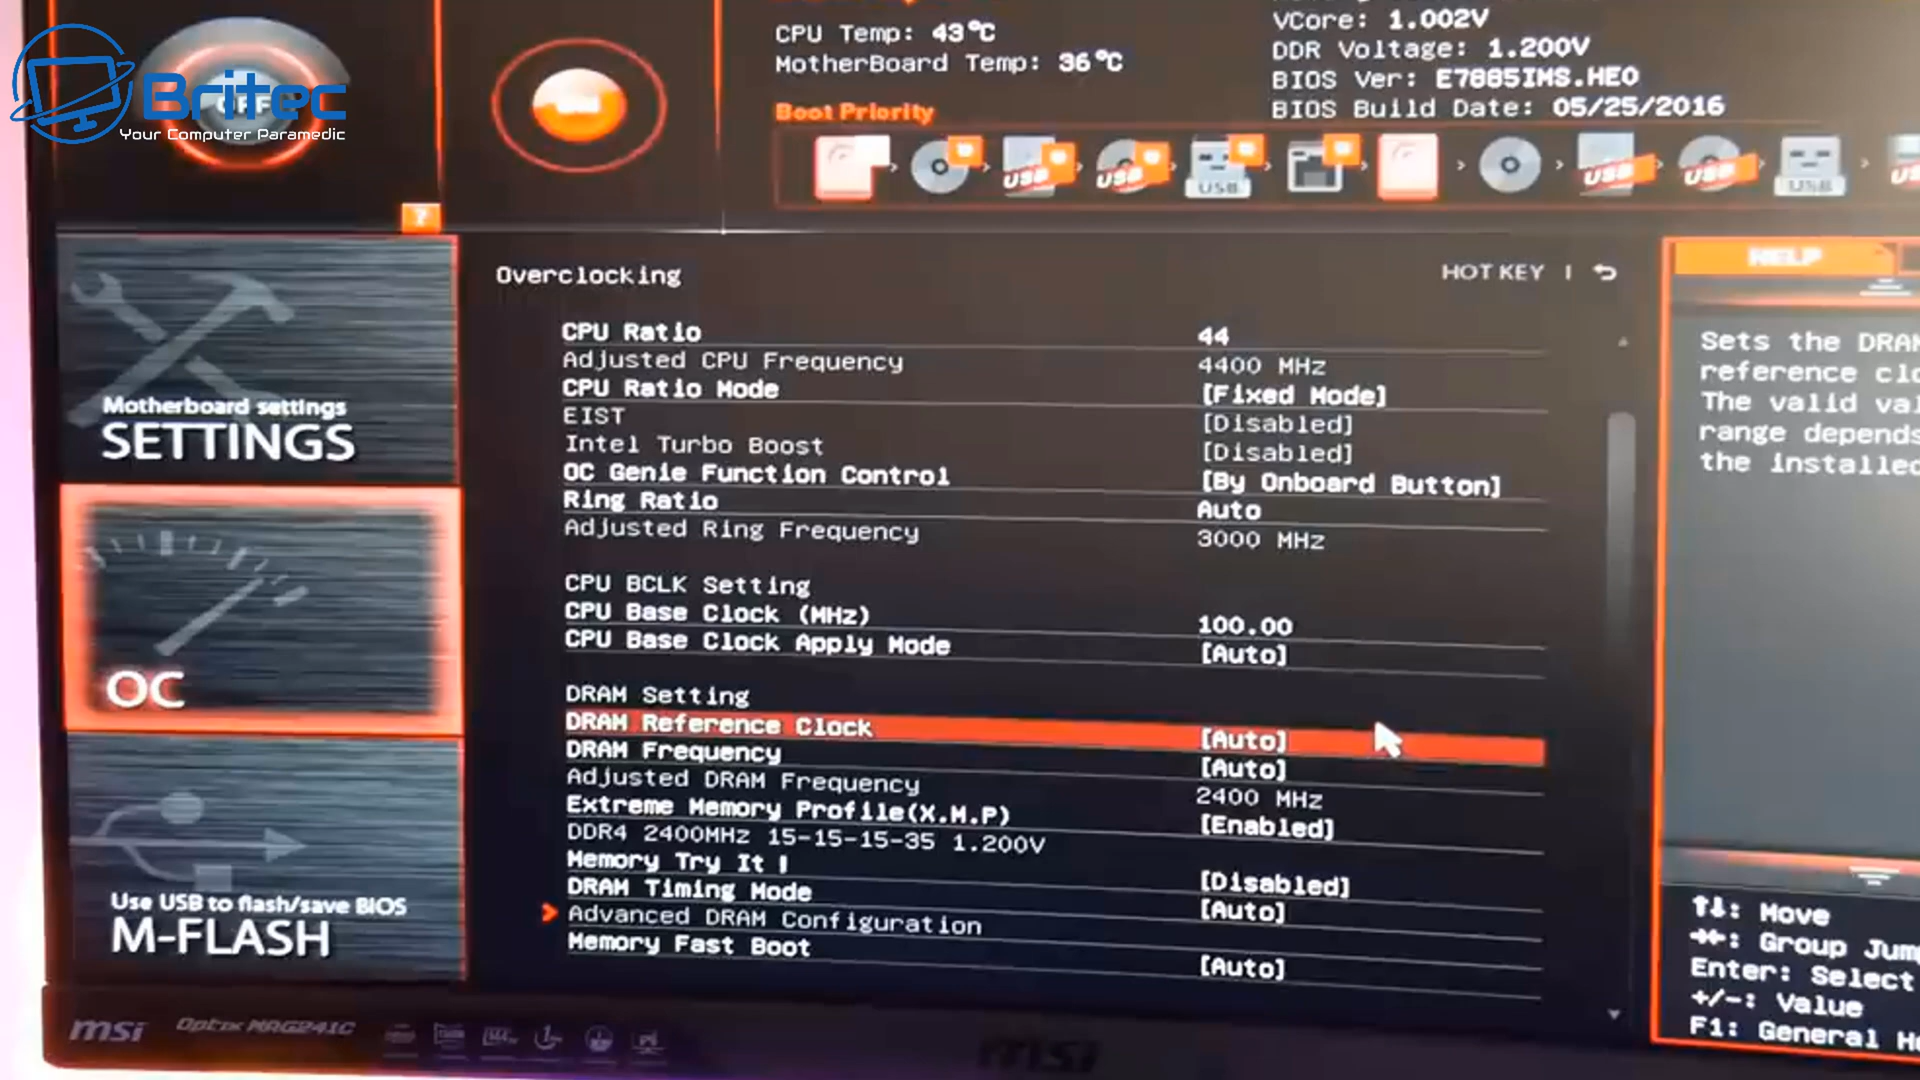 Britec
Your Computer Paramedic
OFF
CPU Temp: 43°C
MotherBoard Temp: 36°C
VCore: 1.002V
DDR Voltage: 1.200V
BIOS Ver: E7885IMS.HE0
BIOS Build Date: 05/25/2016
Boot Priority
USB
USB
USB
USB
USB
USB
?
Motherboard settings
SETTINGS
OC
Use USB to flash/save BIOS
M-FLASH
Overclocking
HOT KEY |
CPU Ratio 44
Adjusted CPU Frequency 4400 MHz
CPU Ratio Mode [Fixed Mode]
EIST [Disabled]
Intel Turbo Boost [Disabled]
OC Genie Function Control [By Onboard Button]
Ring Ratio Auto
Adjusted Ring Frequency 3000 MHz
CPU BCLK Setting
CPU Base Clock (MHz) 100.00
CPU Base Clock Apply Mode [Auto]
DRAM Setting
DRAM Reference Clock [Auto]
DRAM Frequency [Auto]
Adjusted DRAM Frequency 2400 MHz
Extreme Memory Profile(X.M.P) [Enabled]
DDR4 2400MHz 15-15-15-35 1.200V
Memory Try It ! [Disabled]
DRAM Timing Mode [Auto]
Advanced DRAM Configuration
Memory Fast Boot [Auto]
HELP
Sets the DRAM
reference clo
The valid val
range depends
the installed
↑↓: Move
→←: Group Jum
Enter: Select
+/-: Value
F1: General He
msi Optix MAG241C
msi